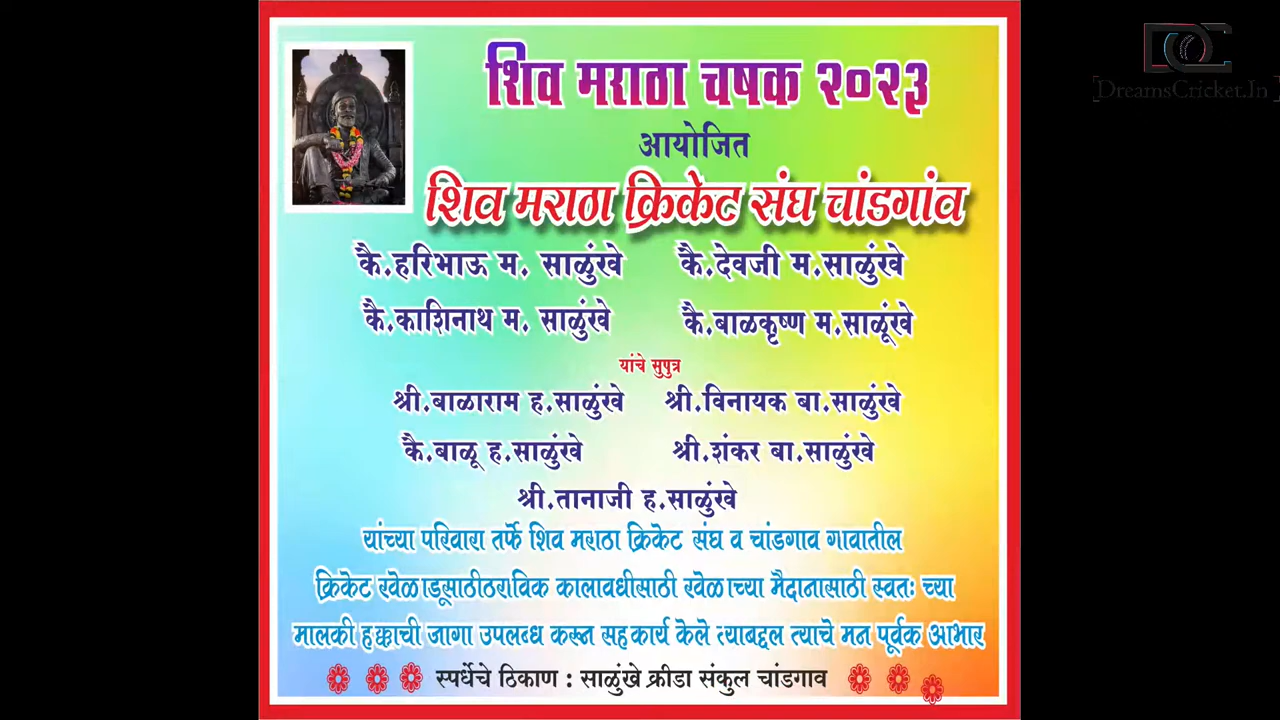 शिव मराठा चषक २०२३
DreamsCricket.In
आयोजित
शिव मराठा क्रिकेट संघ चांडगांव
कै.हरिभाऊ म. साळुंखे कै.देवजी म.साळुंखे
कै.काशिनाथ म. साळुंखे कै.बाळकृष्ण म.साळूंखे
यांचे सुपुत्र
श्री.बाळाराम ह.साळुंखे श्री.विनायक बा.साळुंखे
कै.बाळू ह.साळुंखे श्री.शंकर बा.साळुंखे
श्री.तानाजी ह.साळुंखे
यांच्या परिवारा तर्फे शिव मराठा क्रिकेट संघ व चांडगाव गावातील
क्रिकेट खेळाडूसाठीठराविक कालावधीसाठी खेळाच्या मैदानासाठी स्वतः च्या
मालकी हक्काची जागा उपलब्ध करून सहकार्य केले त्याबद्दल त्याचे मन पूर्वक आभार
स्पर्धेचे ठिकाण : साळुंखे क्रीडा संकुल चांडगाव